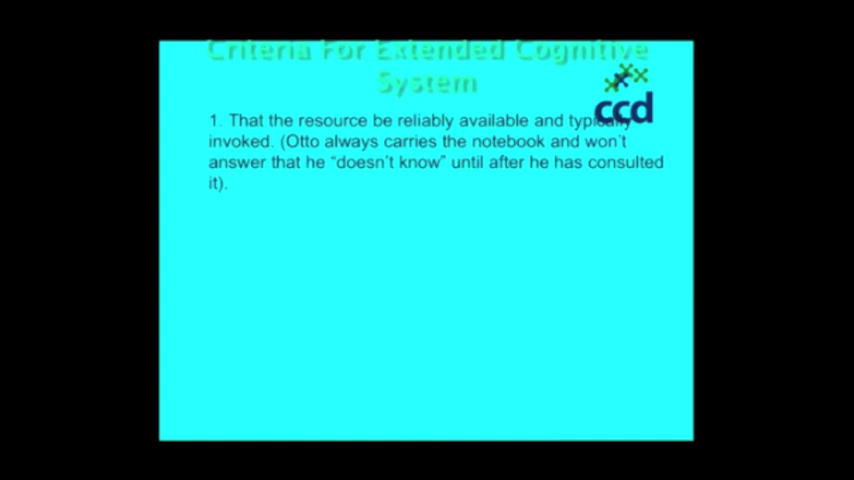 Criteria For Extended Cognitive
System
ccd
1. That the resource be reliably available and typically
invoked. (Otto always carries the notebook and won't
answer that he “doesn't know” until after he has consulted
it).